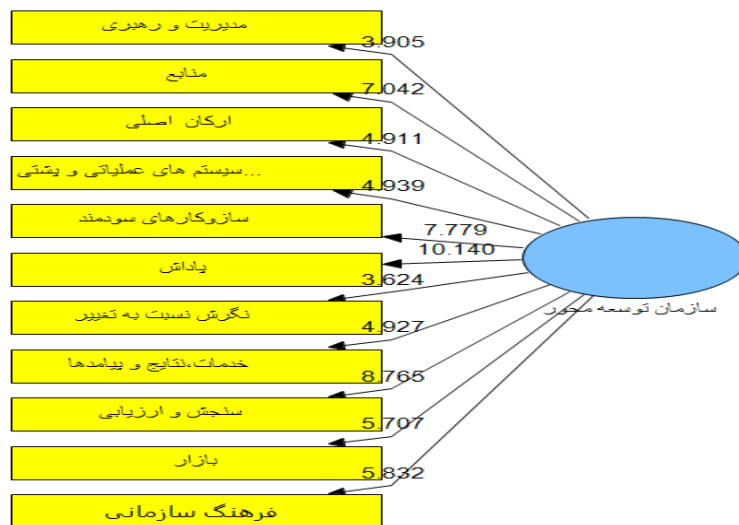 مدیریت و رهبری
3.905
منابع
7.042
ارکان اصلی
4.911
سیستم های عملیاتی و پشتی...
4.939
سازوکارهای سودمند
7.779
پاداش
10.140
نگرش نسبت به تغییر
3.624
خدمات،نتایج و پیامدها
4.927
سنجش و ارزیابی
8.765
بازار
5.707
فرهنگ سازمانی
5.832
سازمان توسعه محور